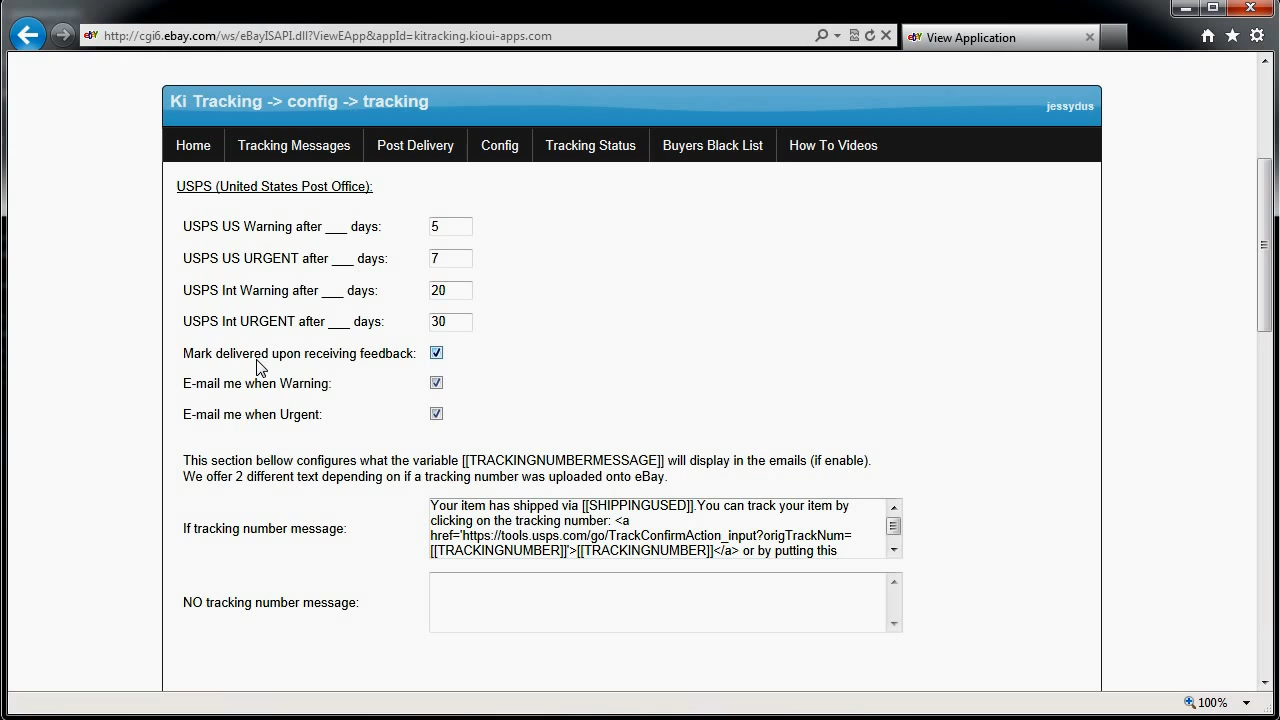 http://cgi6.ebay.com/ws/eBayISAPI.dll?ViewEApp&appId=kitracking.kioui-apps.com
ebY View Application
Ki Tracking -> config -> tracking
jessydus
Home Tracking Messages Post Delivery Config Tracking Status Buyers Black List How To Videos
USPS (United States Post Office):
USPS US Warning after ___ days: 5
USPS US URGENT after ___ days: 7
USPS Int Warning after ___ days: 20
USPS Int URGENT after ___ days: 30
Mark delivered upon receiving feedback:
E-mail me when Warning:
E-mail me when Urgent:
This section bellow configures what the variable [[TRACKINGNUMBERMESSAGE]] will display in the emails (if enable).
We offer 2 different text depending on if a tracking number was uploaded onto eBay.
If tracking number message:
Your item has shipped via [[SHIPPINGUSED]].You can track your item by
clicking on the tracking number: <a
href='https://tools.usps.com/go/TrackConfirmAction_input?origTrackNum=
[[TRACKINGNUMBER]]'>[[TRACKINGNUMBER]]</a> or by putting this
NO tracking number message:
100%